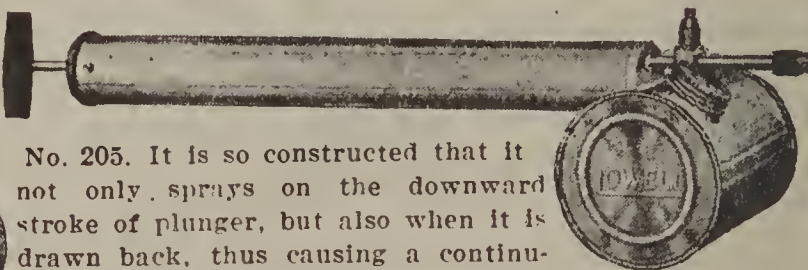 LOWELL
No. 205. It is so constructed that it
not only sprays on the downward
stroke of plunger, but also when it is
drawn back, thus causing a continu-